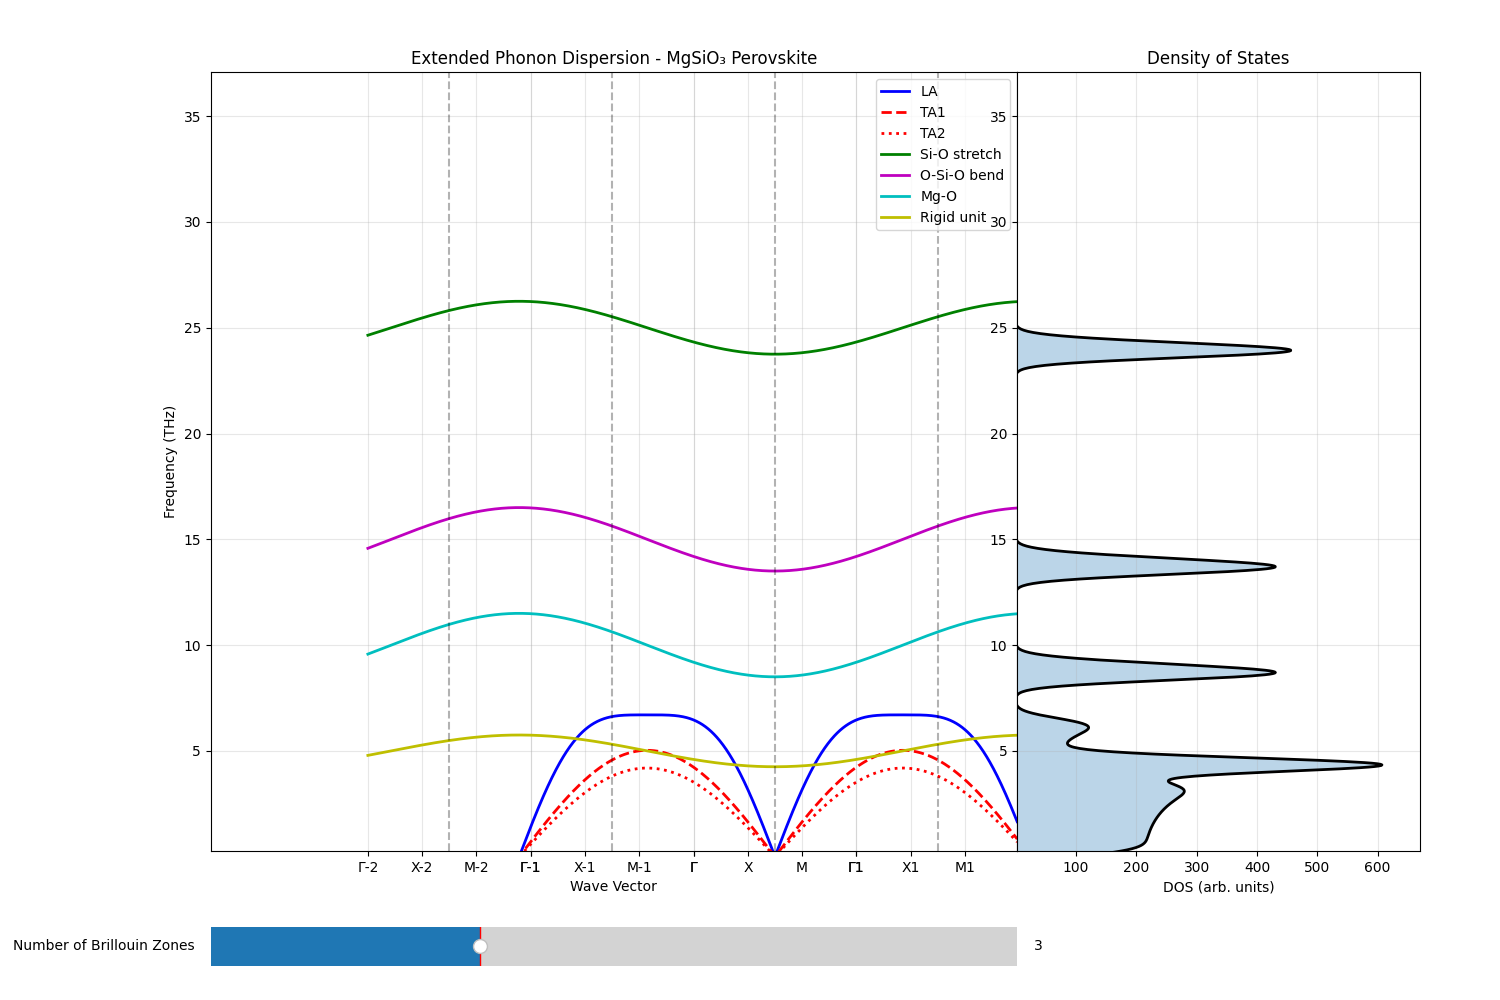 Extended Phonon Dispersion - MgSiO₃ Perovskite
Density of States
LA
TA1
TA2
Si-O stretch
O-Si-O bend
Mg-O
Rigid unit
Frequency (THz)
35
30
25
20
15
10
5
35
30
25
20
15
10
5
Γ-2 X-2 M-2 Γ-1 X-1 M-1 Γ X M Γ1 X1 M1
Wave Vector
100 200 300 400 500 600
DOS (arb. units)
Number of Brillouin Zones 3